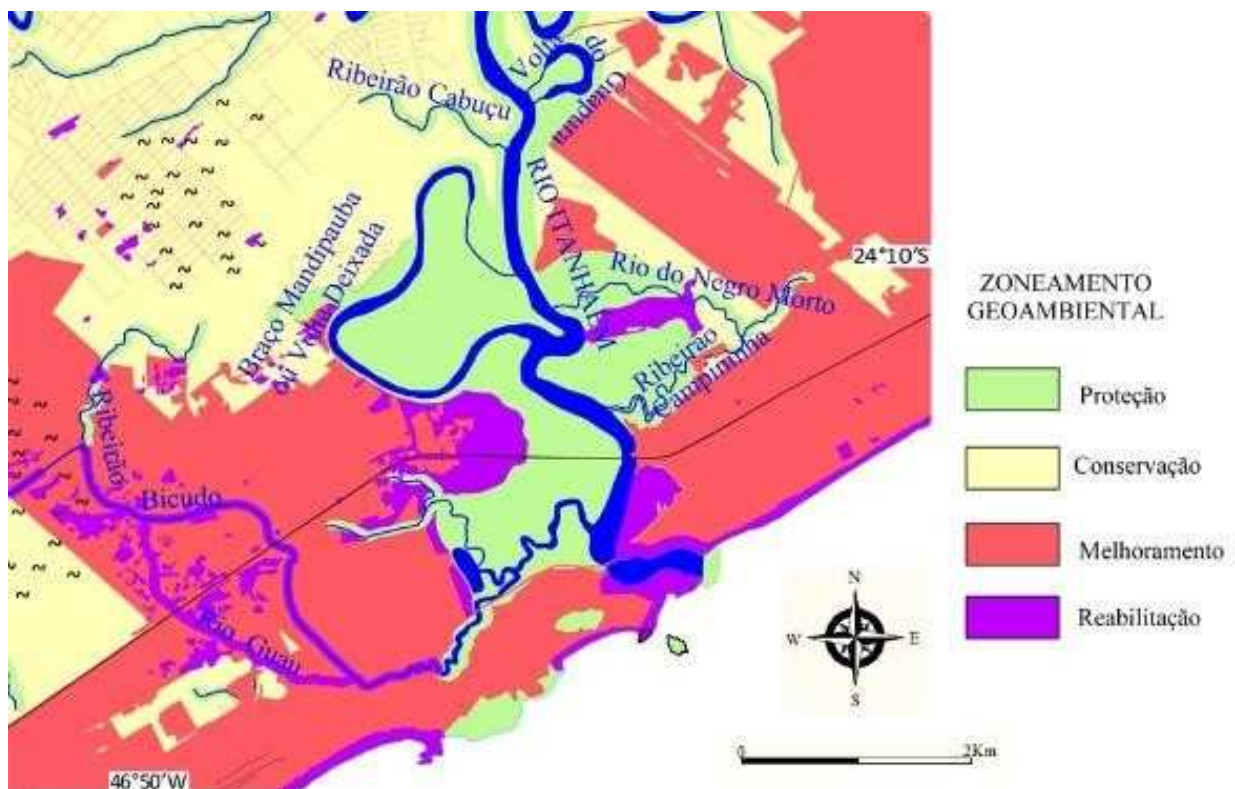 Volta do Guapura
Ribeirão Cabuçu
RIO ITANHAÉM
Braço Mandipauba
ou Volta Deixada
Rio do Negro Morto
Ribeirão
Campininha
24°10'S
Ribeirão
Bicudo
Rio Guaú
46°50'W
N
W
E
S
0
2Km
ZONEAMENTO
GEOAMBIENTAL
Proteção
Conservação
Melhoramento
Reabilitação